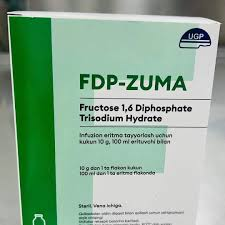 UGP
FDP-ZUMA
Fructose 1,6 Diphosphate
Trisodium Hydrate
Infuzion eritma tayyorlash uchun
kukun 10 g, 100 ml erituvchi bilan
10 g dan 1 ta flakon kukun
100 ml dan 1 ta eritma flakonda
Steril. Vena ichiga.